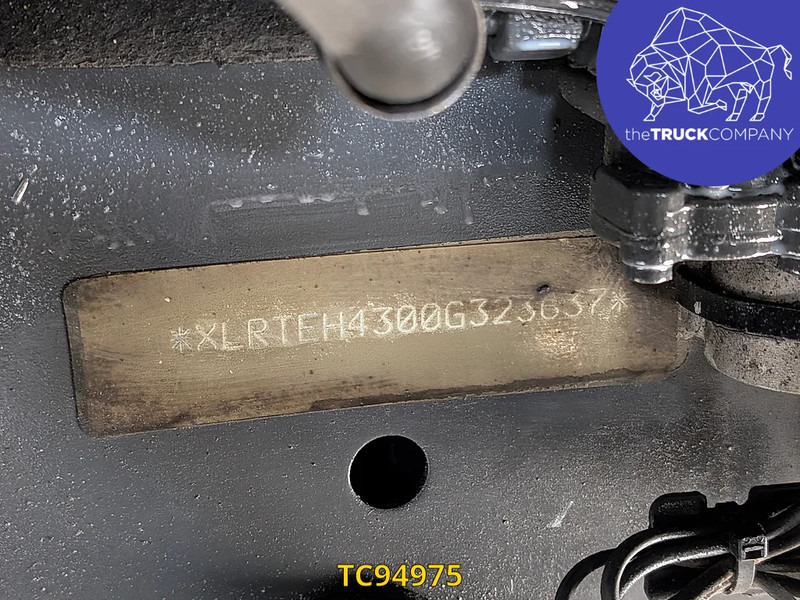 theTRUCKCOMPANY
*XLRTEH4300G323637*
TC94975